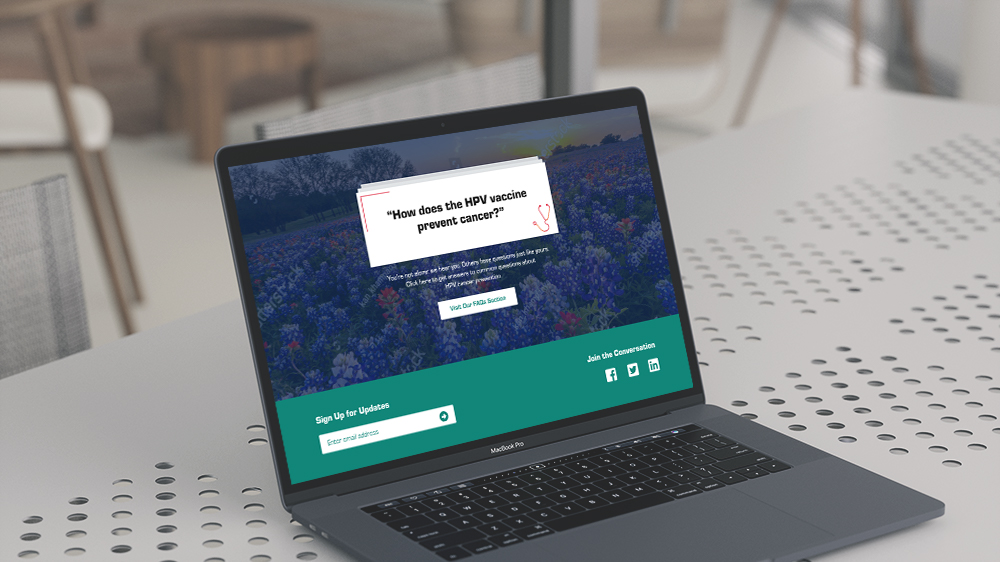 “How does the HPV vaccine
prevent cancer?”
You're not alone; we hear you. Others have questions just like yours.
Click here to get answers to common questions about
HPV cancer prevention.
Visit Our FAQs Section
Join the Conversation
Sign Up for Updates
Enter email address
MacBook Pro